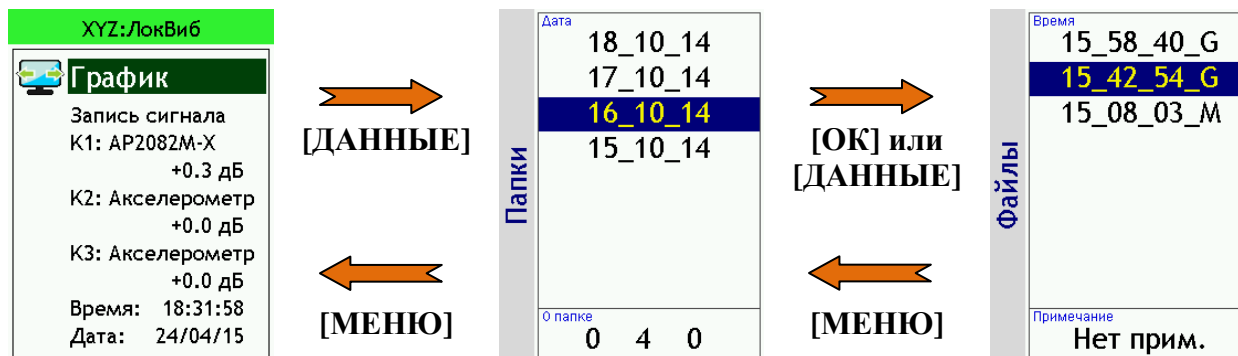 XYZ:ЛокВиб
График
Запись сигнала
К1: AP2082M-X
+0.3 дБ
К2: Акселерометр
+0.0 дБ
К3: Акселерометр
+0.0 дБ
Время: 18:31:58
Дата: 24/04/15
[ДАННЫЕ]
[МЕНЮ]
Папки
Дата
18_10_14
17_10_14
16_10_14
15_10_14
О папке
0 4 0
[ОК] или
[ДАННЫЕ]
[МЕНЮ]
Файлы
Время
15_58_40_G
15_42_54_G
15_08_03_M
Примечание
Нет прим.